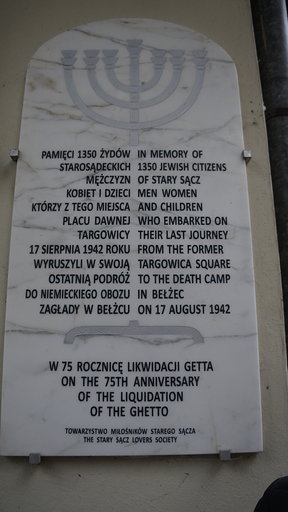 PAMIĘCI 1350 ŻYDÓW
STAROSĄDECKICH
MĘŻCZYZN
KOBIET I DZIECI
KTÓRZY Z TEGO MIEJSCA
PLACU DAWNEJ
TARGOWICY
17 SIERPNIA 1942 ROKU
WYRUSZYLI W SWOJĄ
OSTATNIĄ PODRÓŻ
DO NIEMIECKIEGO OBOZU
ZAGŁADY W BEŁŻCU
IN MEMORY OF
1350 JEWISH CITIZENS
OF STARY SĄCZ
MEN WOMEN
AND CHILDREN
WHO EMBARKED ON
THEIR LAST JOURNEY
FROM THE FORMER
TARGOWICA SQUARE
TO THE DEATH CAMP
IN BEŁŻEC
ON 17 AUGUST 1942
W 75 ROCZNICĘ LIKWIDACJI GETTA
ON THE 75TH ANNIVERSARY
OF THE LIQUIDATION
OF THE GHETTO
TOWARZYSTWO MIŁOŚNIKÓW STAREGO SĄCZA
THE STARY SĄCZ LOVERS SOCIETY